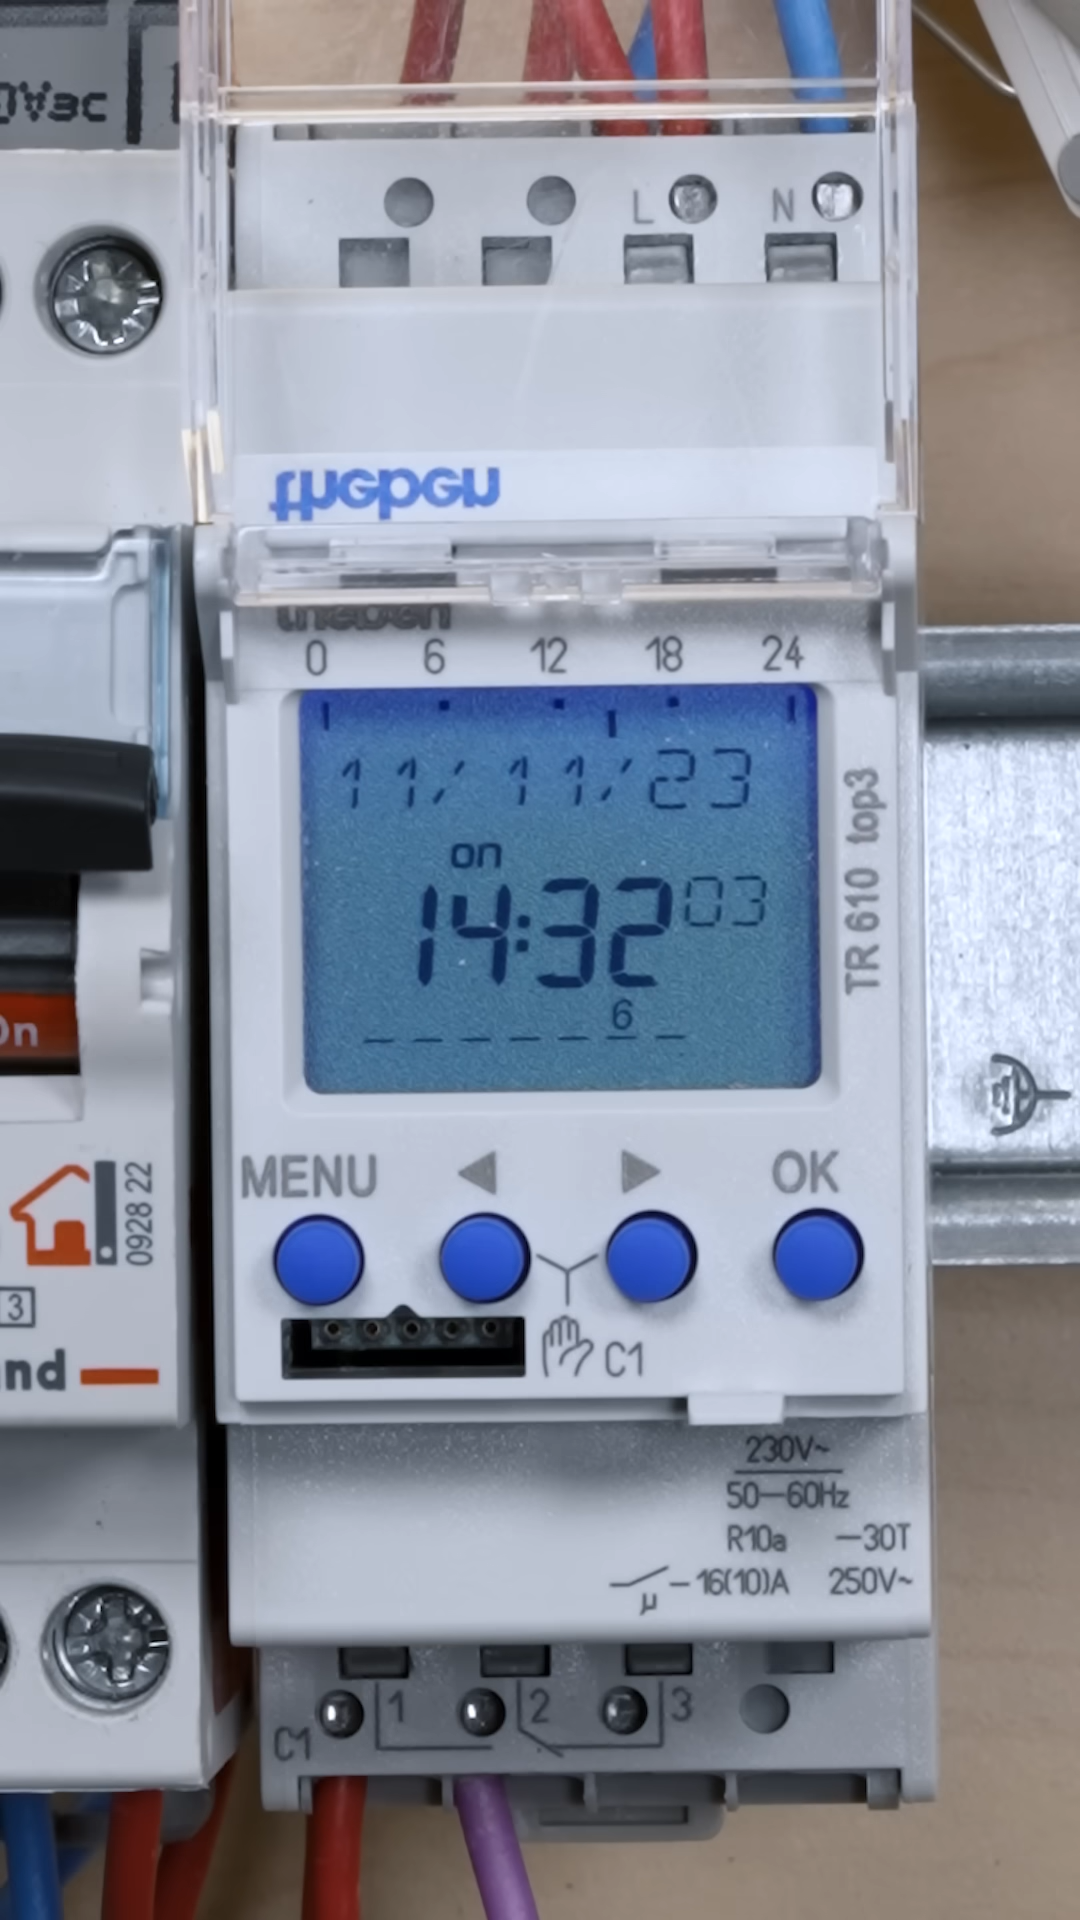 0Vac
L N
theben
theben
0 6 12 18 24
11/11/23
on
14:32 03
6
TR 610 top3
On
MENU OK
0928 22
3
nd
C1
230V~
50—60Hz
R10a —30T
µ 16(10)A 250V~
1 2 3
C1